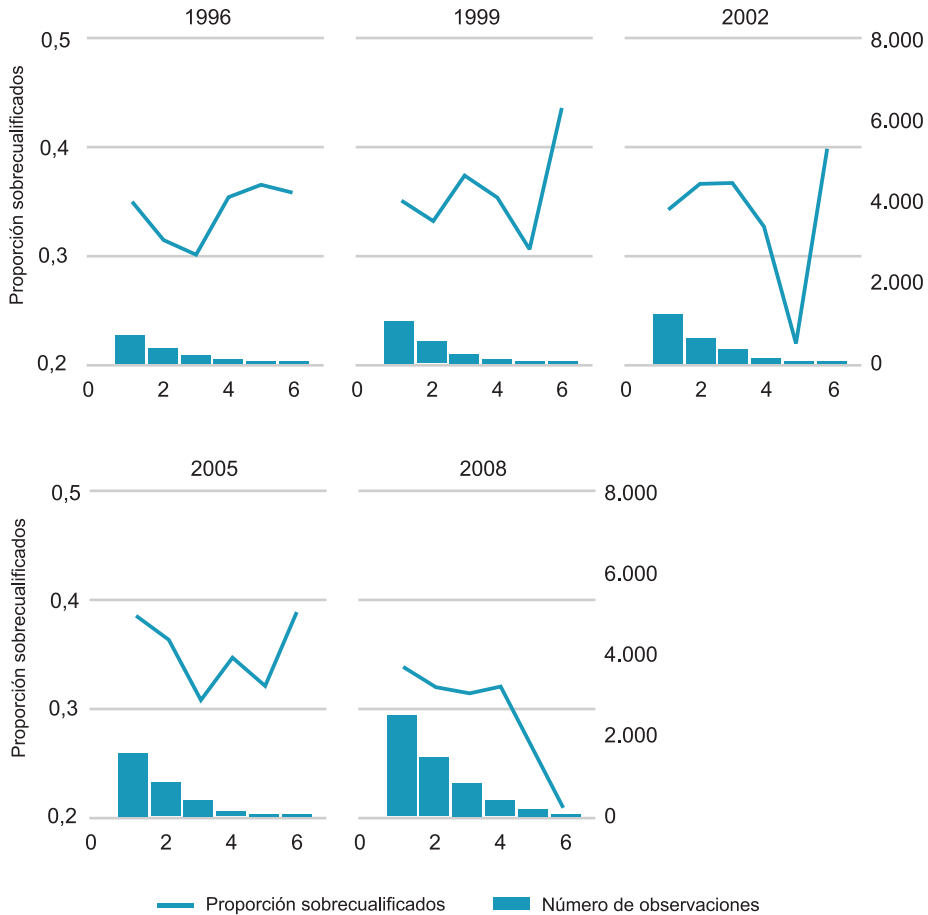 1996 1999 2002
0,5 8.000
6.000
0,4
4.000
0,3
2.000
0,2 0
0 2 4 6 0 2 4 6 0 2 4 6
Proporción sobrecualificados
2005 2008
0,5 8.000
6.000
0,4
4.000
0,3
2.000
0,2 0
0 2 4 6 0 2 4 6
Proporción sobrecualificados
Proporción sobrecualificados Número de observaciones